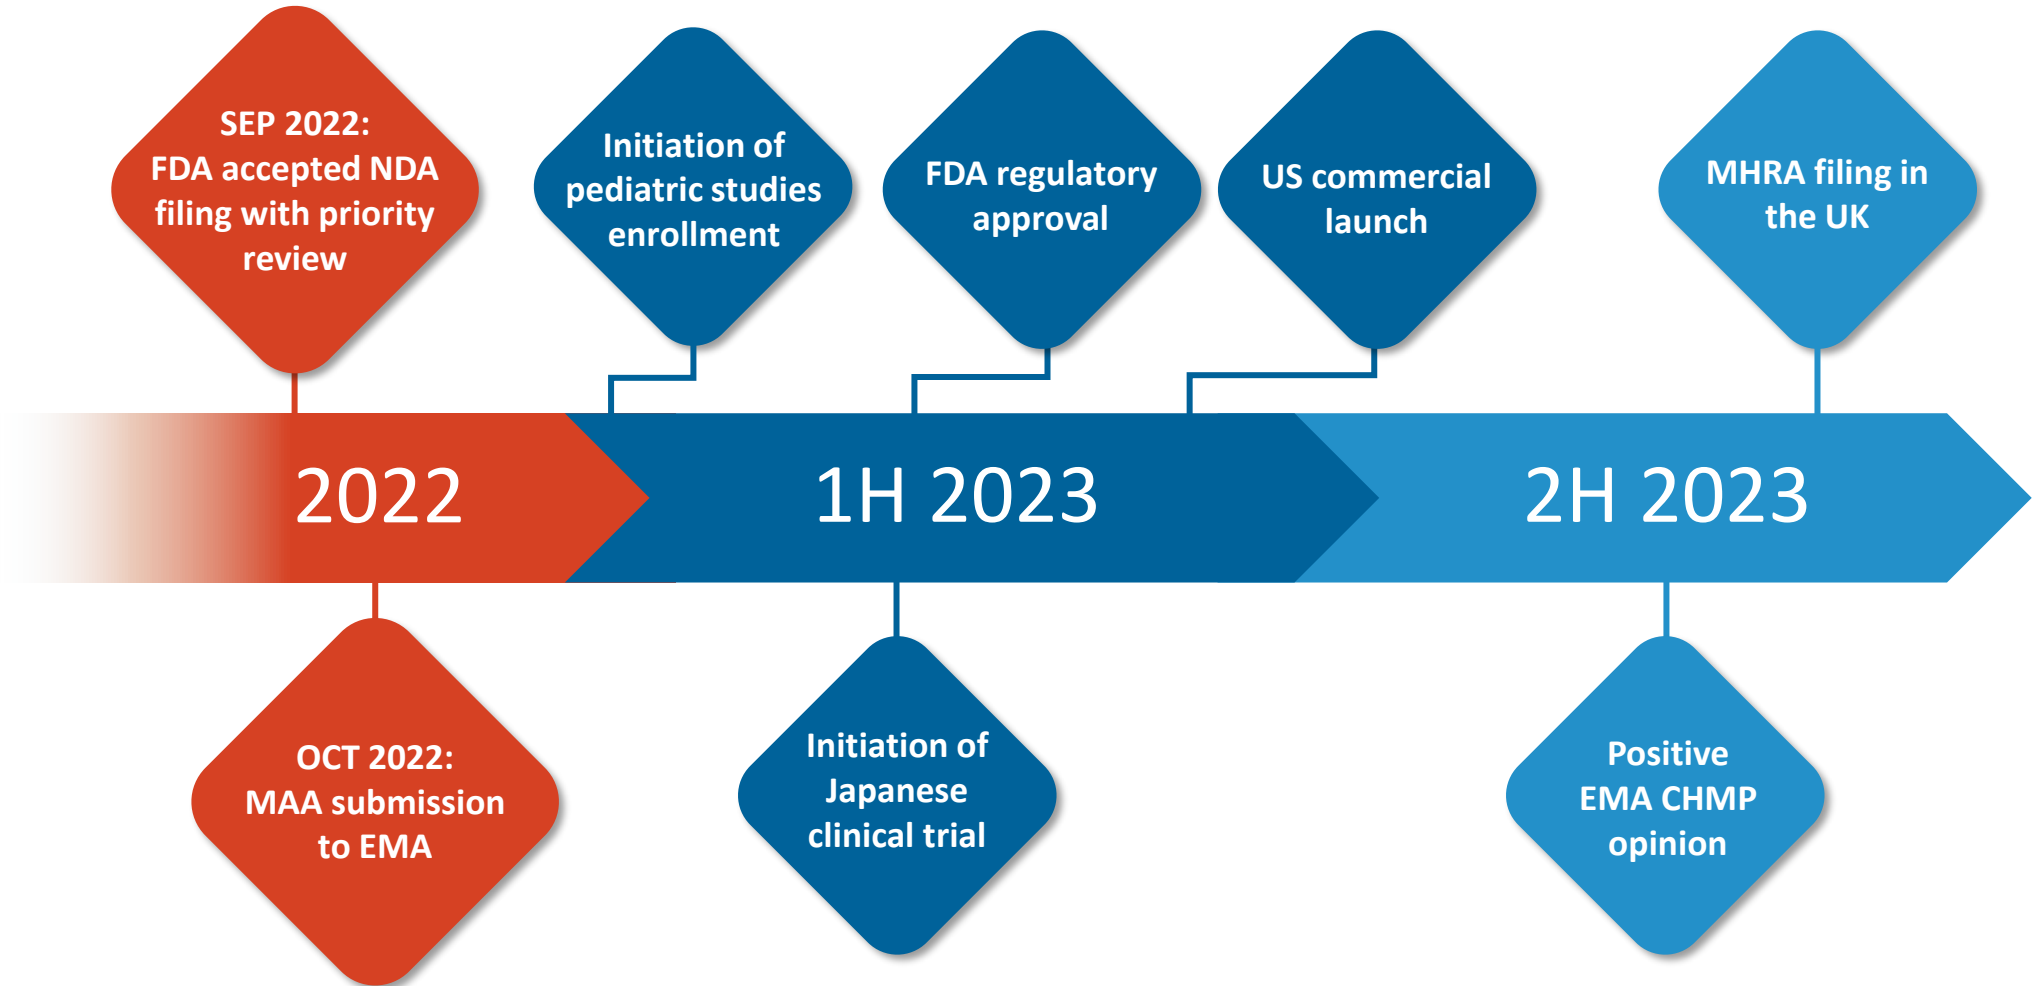 SEP 2022:
FDA accepted NDA
filing with priority
review
Initiation of
pediatric studies
enrollment
FDA regulatory
approval
US commercial
launch
MHRA filing in
the UK
2022
1H 2023
2H 2023
OCT 2022:
MAA submission
to EMA
Initiation of
Japanese
clinical trial
Positive
EMA CHMP
opinion